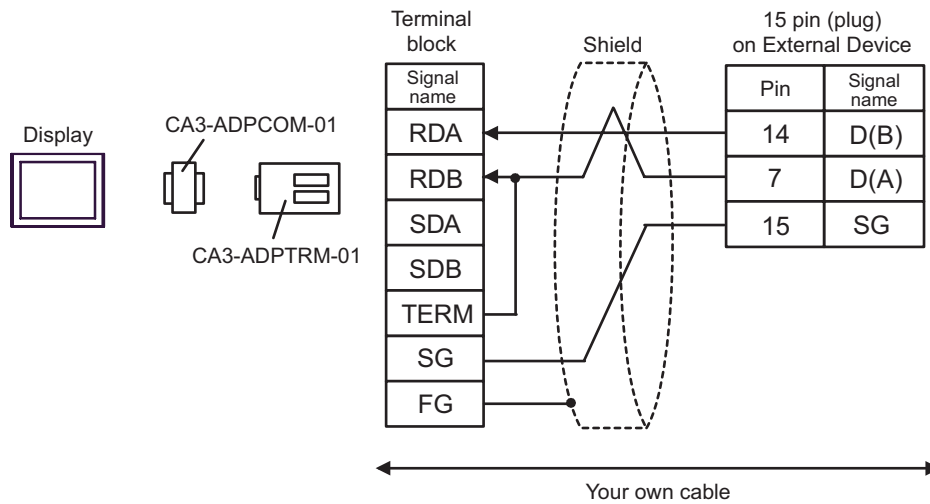 Terminal
block
Shield
15 pin (plug)
on External Device
Display
CA3-ADPCOM-01
CA3-ADPTRM-01
Signal
name
RDA
RDB
SDA
SDB
TERM
SG
FG
Pin
Signal
name
14
D(B)
7
D(A)
15
SG
Your own cable